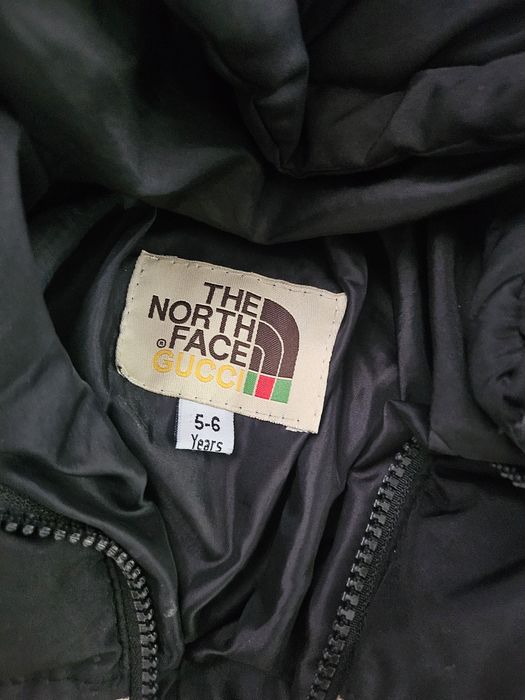 THE
NORTH
FACE
®
GUCCI
5-6
Years